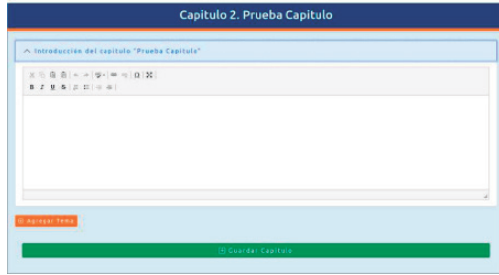 Capitulo 2. Prueba Capitulo
Introducción del capitulo "Prueba Capitulo"
B I U S
Agregar Tema
Guardar Capitulo